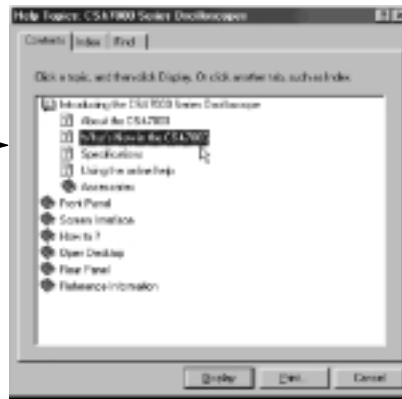 Help Topics: CSA7000 Series Oscilloscopes
Contents Index Find
Click a topic, and then click Display. Or click another tab, such as Index.
Introducing the CSA7000 Series Oscilloscope
About the CSA7000
What's New in the CSA7000?
Specifications
Using the online help
Accessories
Front Panel
Screen Interface
How to ?
Open Desktop
Rear Panel
Reference Information
Display Print... Cancel